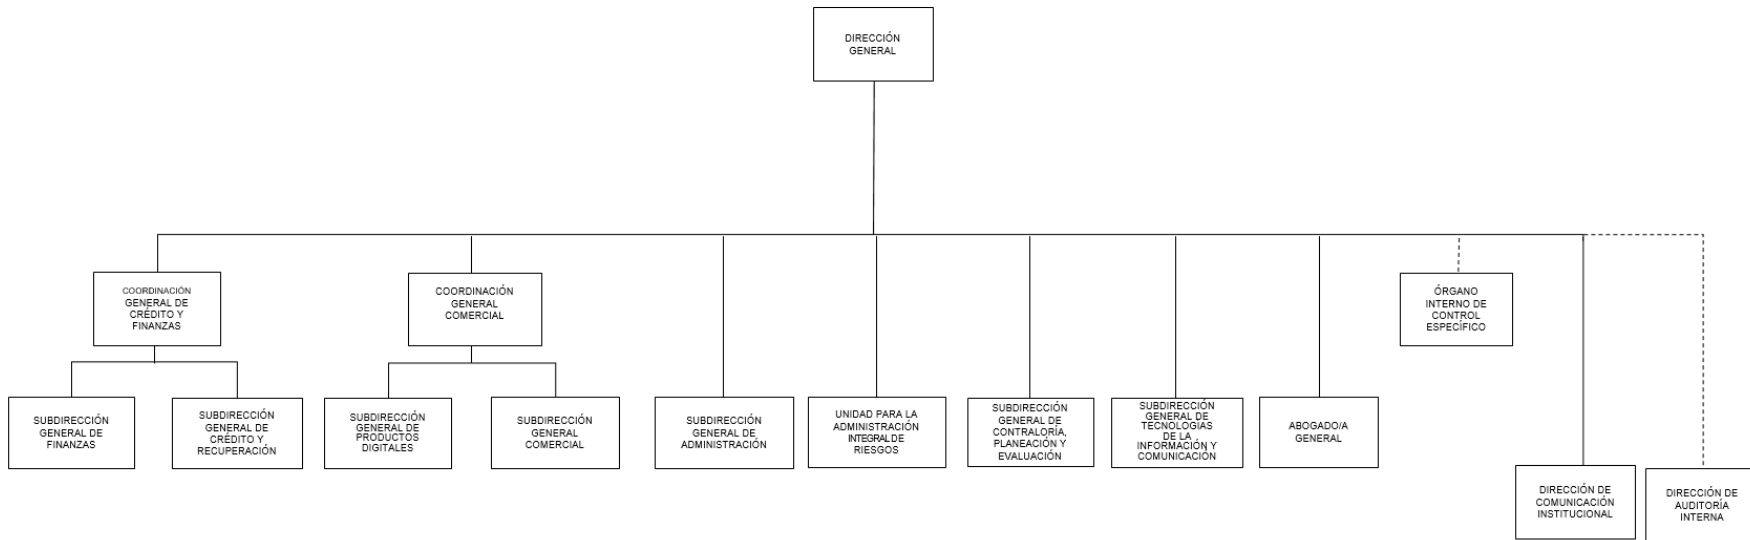 DIRECCIÓN
GENERAL
COORDINACIÓN
GENERAL DE
CRÉDITO Y
FINANZAS
COORDINACIÓN
GENERAL
COMERCIAL
ÓRGANO
INTERNO DE
CONTROL
ESPECÍFICO
SUBDIRECCIÓN
GENERAL DE
FINANZAS
SUBDIRECCIÓN
GENERAL DE
CRÉDITO Y
RECUPERACIÓN
SUBDIRECCIÓN
GENERAL DE
PRODUCTOS
DIGITALES
SUBDIRECCIÓN
GENERAL
COMERCIAL
SUBDIRECCIÓN
GENERAL DE
ADMINISTRACIÓN
UNIDAD PARA LA
ADMINISTRACIÓN
INTEGRAL DE
RIESGOS
SUBDIRECCIÓN
GENERAL DE
CONTRALORÍA,
PLANEACIÓN Y
EVALUACIÓN
SUBDIRECCIÓN
GENERAL DE
TECNOLOGÍAS
DE LA
INFORMACIÓN Y
COMUNICACIÓN
ABOGADO/A
GENERAL
DIRECCIÓN DE
COMUNICACIÓN
INSTITUCIONAL
DIRECCIÓN DE
AUDITORÍA
INTERNA